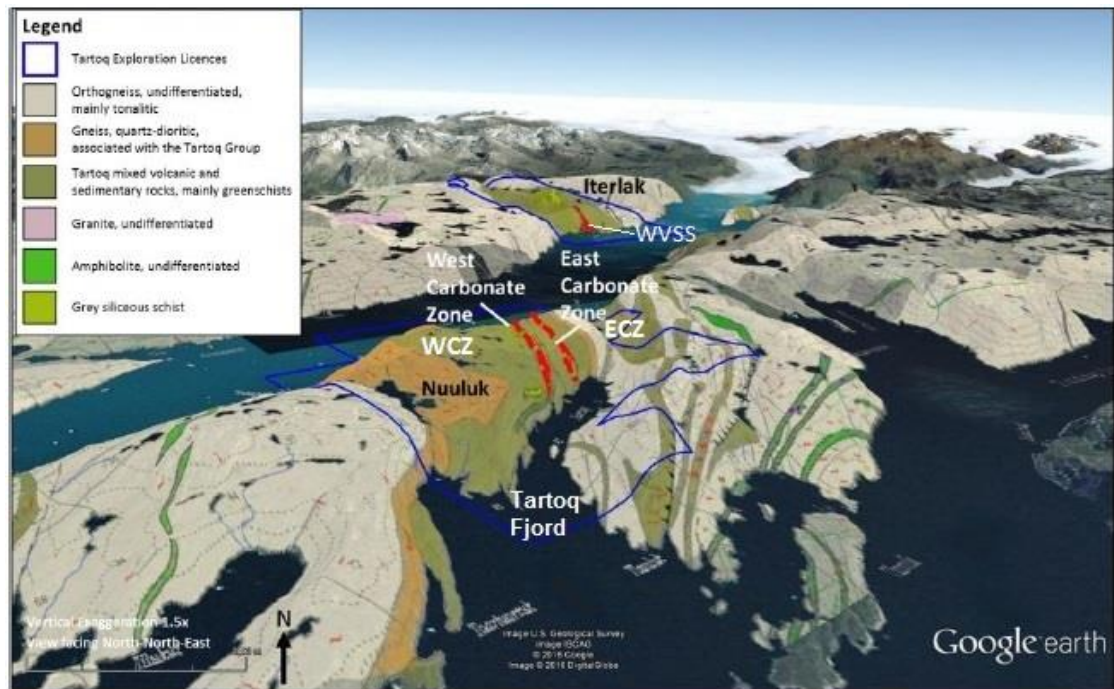 Legend
Tartoq Exploration Licences
Orthogneiss, undifferentiated,
mainly tonalitic
Gneiss, quartz-dioritic,
associated with the Tartoq Group
Tartoq mixed volcanic and
sedimentary rocks, mainly greenschists
Granite, undifferentiated
Amphibolite, undifferentiated
Grey siliceous schist
Iterlak
WVSS
West
Carbonate
Zone
WCZ
East
Carbonate
Zone
ECZ
Nuuluk
Tartoq
Fjord
Vertical Exaggeration 1.5x
View facing North-North-East
N
Image U.S. Geological Survey
Image IBCAO
© 2016 Google
Image © 2016 DigitalGlobe
Google earth